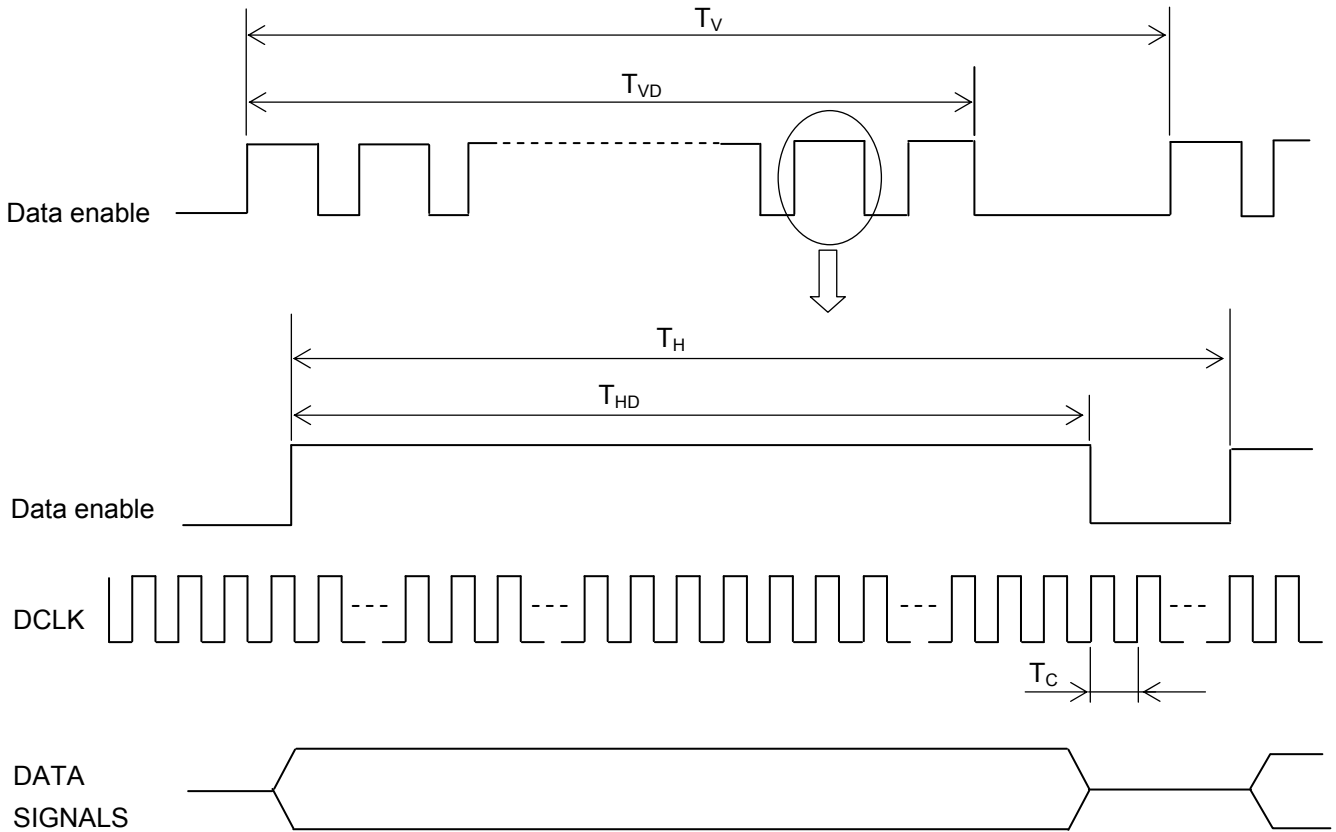 T_V
T_VD
Data enable
T_H
T_HD
Data enable
DCLK
T_C
DATA
SIGNALS